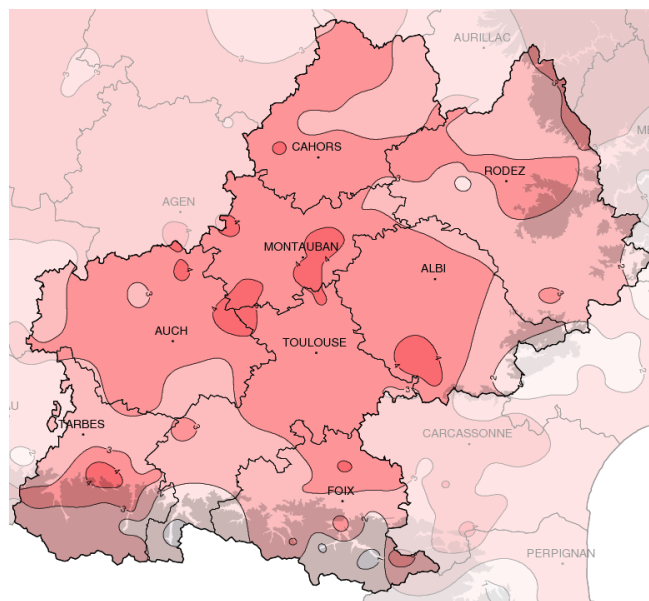 AURILLAC
CAHORS
RODEZ
AGEN
MONTAUBAN
ALBI
AUCH
TOULOUSE
TARBES
CARCASSONNE
FOIX
PERPIGNAN